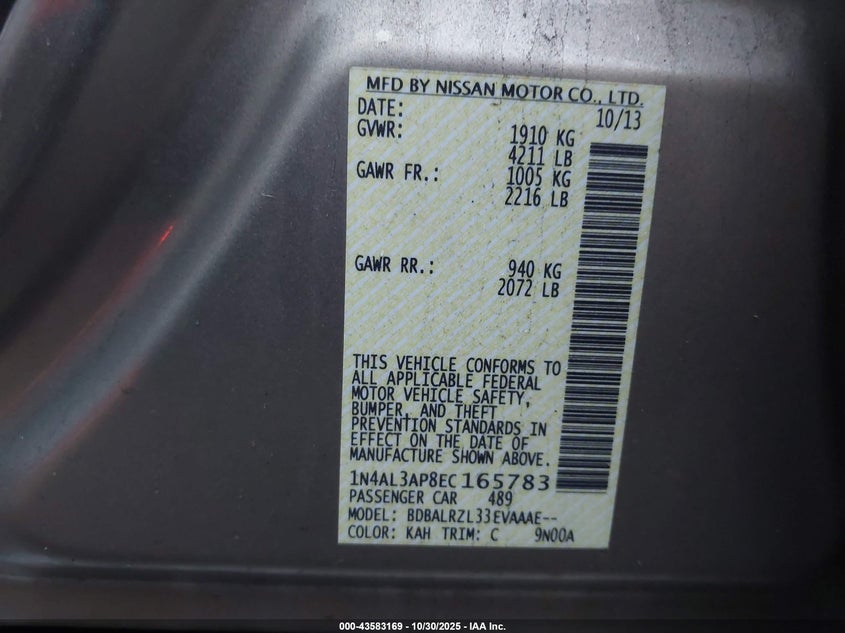 MFD BY NISSAN MOTOR CO., LTD.
DATE: 10/13
GVWR: 1910 KG
4211 LB
GAWR FR.: 1005 KG
2216 LB
GAWR RR.: 940 KG
2072 LB
THIS VEHICLE CONFORMS TO
ALL APPLICABLE FEDERAL
MOTOR VEHICLE SAFETY,
BUMPER, AND THEFT
PREVENTION STANDARDS IN
EFFECT ON THE DATE OF
MANUFACTURE SHOWN ABOVE.
1N4AL3AP8EC165783
PASSENGER CAR 489
MODEL: BDBALRZL33EVAAAE--
COLOR: KAH TRIM: C 9N00A
000-43583169 - 10/30/2025 - IAA Inc.